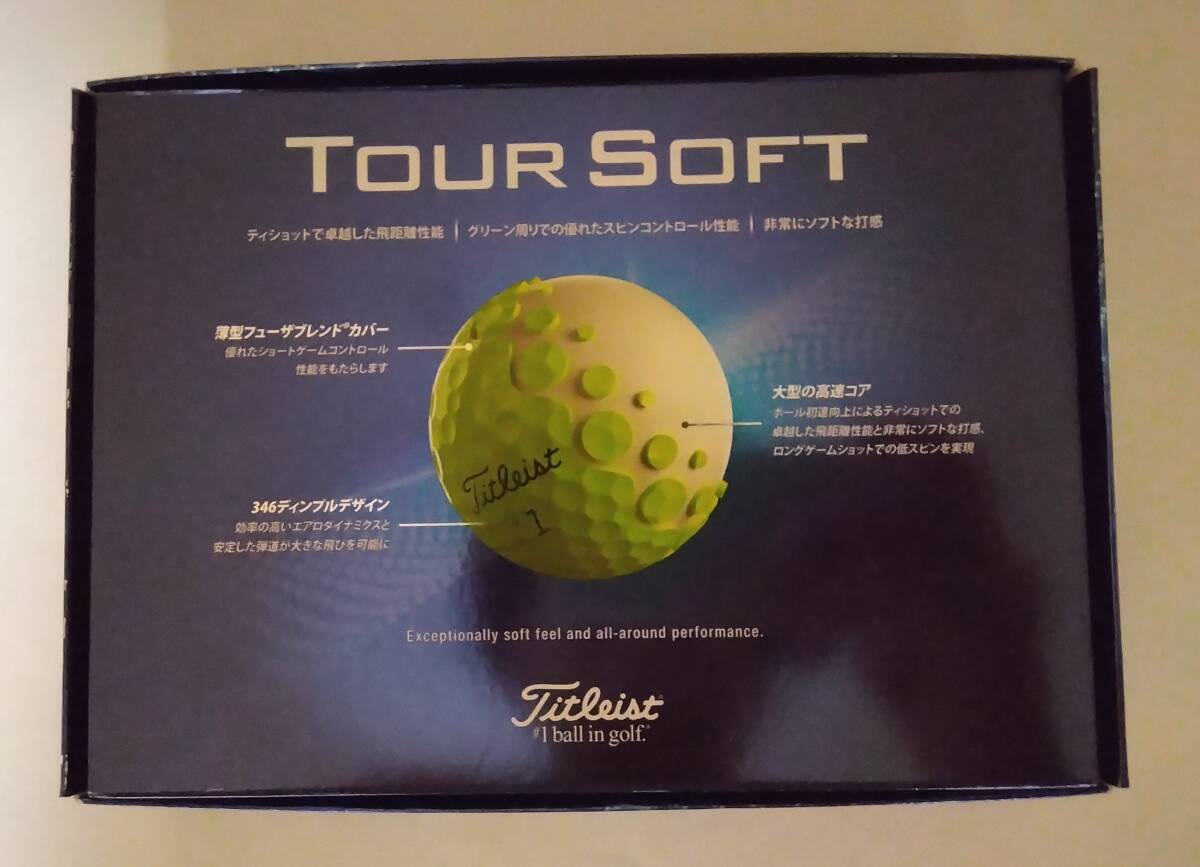 TOUR SOFT
ティショットで卓越した飛距離性能 | グリーン周りでの優れたスピンコントロール性能 | 非常にソフトな打感
薄型フューザブレンド®カバー
優れたショートゲームコントロール
性能をもたらします
大型の高速コア
ボール初速向上によるティショットでの
卓越した飛距離性能と非常にソフトな打感、
ロングゲームショットでの低スピンを実現
346ディンプルデザイン
効率の高いエアロダイナミクスと
安定した弾道が大きな飛びを可能に
Titleist
1
Exceptionally soft feel and all-around performance.
Titleist®
#1 ball in golf.®